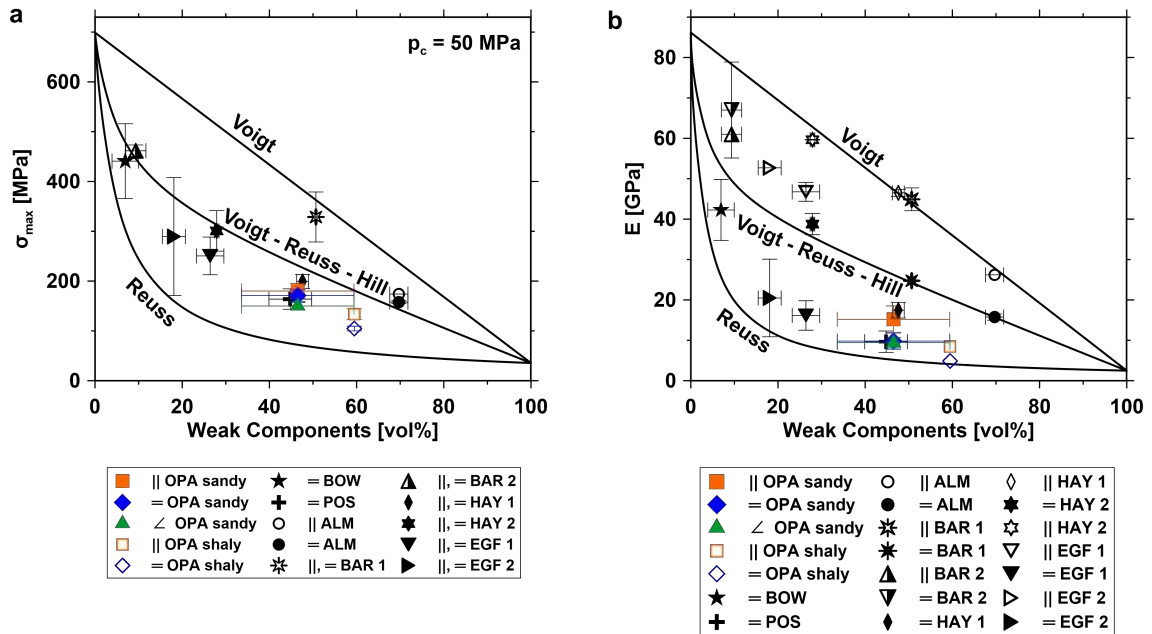 a
p_c = 50 MPa
σ_max [MPa]
600
400
200
0
Voigt
Voigt - Reuss - Hill
Reuss
0 20 40 60 80 100
Weak Components [vol%]
|| OPA sandy
= OPA sandy
∠ OPA sandy
|| OPA shaly
= OPA shaly
= BOW
= POS
|| ALM
= ALM
||, = BAR 1
||, = BAR 2
||, = HAY 1
||, = HAY 2
||, = EGF 1
||, = EGF 2
b
E [GPa]
80
60
40
20
0
Voigt
Voigt - Reuss - Hill
Reuss
0 20 40 60 80 100
Weak Components [vol%]
|| OPA sandy
= OPA sandy
∠ OPA sandy
|| OPA shaly
= OPA shaly
= BOW
= POS
|| ALM
= ALM
|| BAR 1
= BAR 1
|| BAR 2
= BAR 2
= HAY 1
|| HAY 1
= HAY 2
|| HAY 2
|| EGF 1
= EGF 1
|| EGF 2
= EGF 2